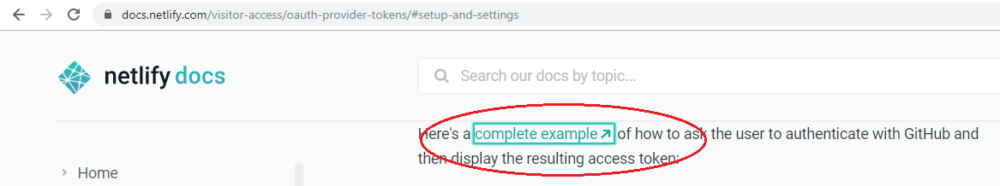 docs.netlify.com/visitor-access/oauth-provider-tokens/#setup-and-settings
netlify docs
Search our docs by topic...
Here's a complete example of how to ask the user to authenticate with GitHub and
then display the resulting access token:
Home